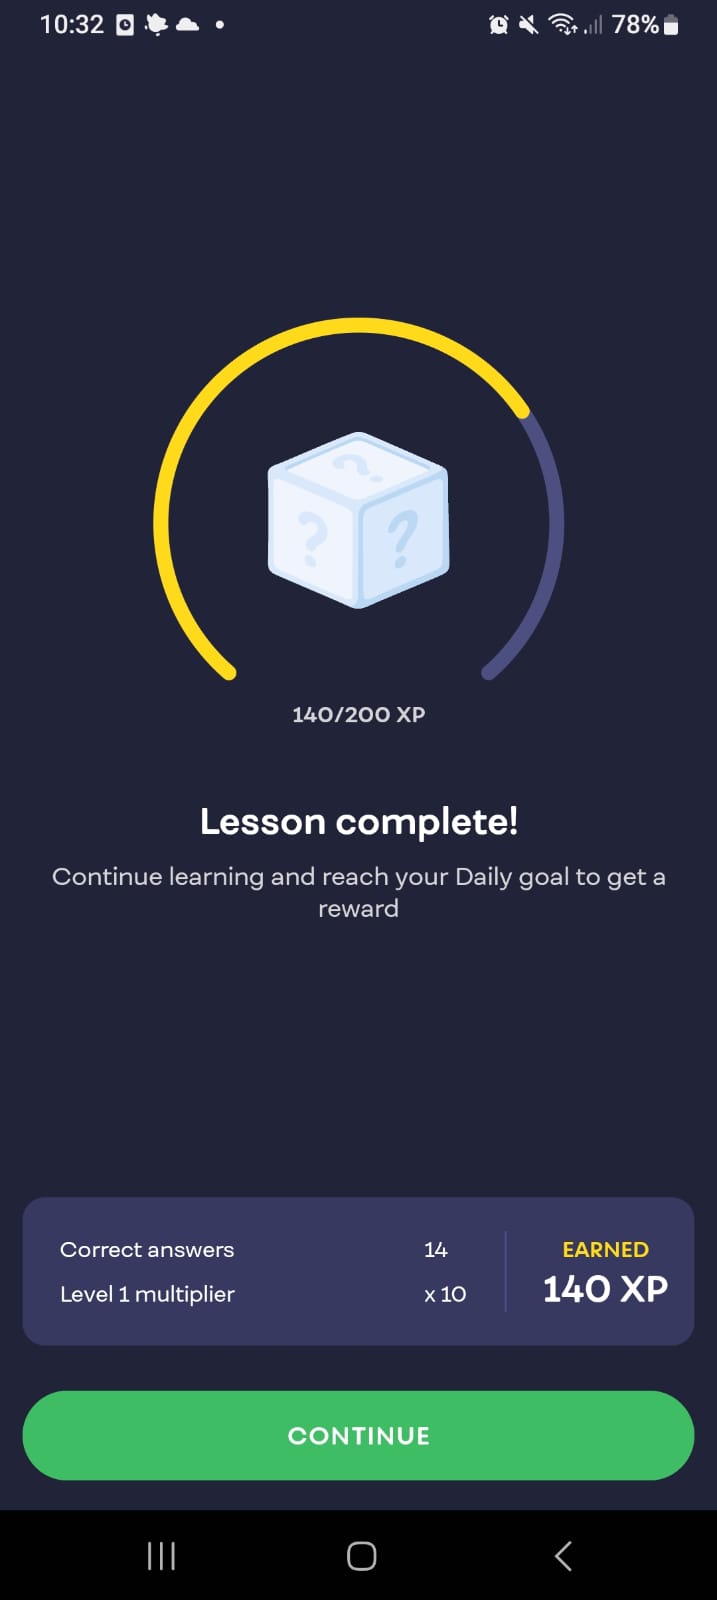 10:32
78%
? ? ?
140/200 XP
Lesson complete!
Continue learning and reach your Daily goal to get a
reward
Correct answers 14
Level 1 multiplier x 10
EARNED
140 XP
CONTINUE